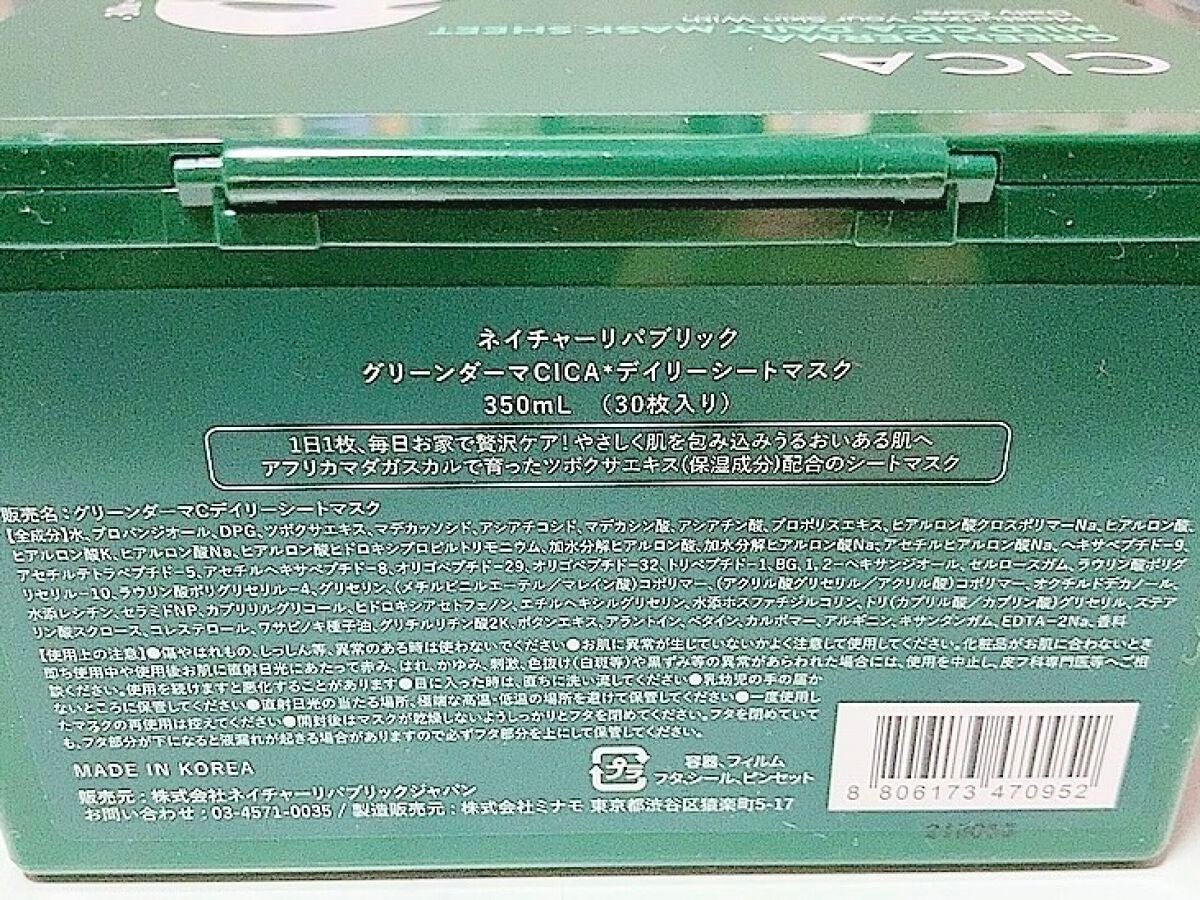 CICA
GREEN DERMA
MILD CICA DAILY MASK SHEET
Your Skin With
ネイチャーリパブリック
グリーンダーマCICA*デイリーシートマスク
350mL (30枚入り)
1日1枚、毎日お家で贅沢ケア!やさしく肌を包み込みうるおいある肌へ
アフリカマダガスカルで育ったツボクサエキス(保湿成分)配合のシートマスク
販売名:グリーンダーマCデイリーシートマスク
【全成分】水、プロパンジオール、DPG、ツボクサエキス、マデカッソシド、アシアチコシド、マデカシン酸、アシアチン酸、プロポリスエキス、ヒアルロン酸クロスポリマーNa、ヒアルロン酸、
ヒアルロン酸K、ヒアルロン酸Na、ヒアルロン酸ヒドロキシプロピルトリモニウム、加水分解ヒアルロン酸、加水分解ヒアルロン酸Na、アセチルヒアルロン酸Na、ヘキサペプチド-9、
アセチルテトラペプチド-5、アセチルヘキサペプチド-8、オリゴペプチド-29、オリゴペプチド-32、トリペプチド-1、BG、1,2-ヘキサンジオール、セルロースガム、ラウリン酸ポリグ
リセリル-10、ラウリン酸ポリグリセリル-4、グリセリン、(メチルビニルエーテル/マレイン酸)コポリマー、(アクリル酸グリセリル/アクリル酸)コポリマー、オクチルドデカノール、
水添レシチン、セラミドNP、カプリリルグリコール、ヒドロキシアセトフェノン、エチルヘキシルグリセリン、水添ホスファチジルコリン、トリ(カプリル酸/カプリン酸)グリセリル、ステア
リン酸スクロース、コレステロール、ワサビノキ種子油、グリチルリチン酸2K、ボタンエキス、アラントイン、ベタイン、カルボマー、アルギニン、キサンタンガム、EDTA-2Na、香料
【使用上の注意】●傷やはれもの、しっしん等、異常のある時は使わないでください●お肌に異常が生じていないかよく注意して使用してください。化粧品がお肌に合わないとき
即ち使用中や使用後お肌に直射日光にあたって赤み、はれ、かゆみ、刺激、色抜け(白斑等)や黒ずみ等の異常があらわれた場合には、使用を中止し、皮フ科専門医等へご相
談ください。使用を続けますと悪化することがあります●目に入った時は、直ちに洗い流してください●乳幼児の手の届か
ないところに保管してください●直射日光の当たる場所、極端な高温・低温の場所を避けて保管してください●一度使用し
たマスクの再使用は控えてください●開封後はマスクが乾燥しないようしっかりとフタを閉めてください。フタを閉めていて
も、フタ部分が下になると液漏れが起きる場合がありますので必ずフタ部分を上にして保管してください。
MADE IN KOREA
プラ
容器、フィルム
フタ、シール、ピンセット
販売元:株式会社ネイチャーリパブリックジャパン
お問い合わせ:03-4571-0035 / 製造販売元:株式会社ミナモ 東京都渋谷区猿楽町5-17
8 806173 470952